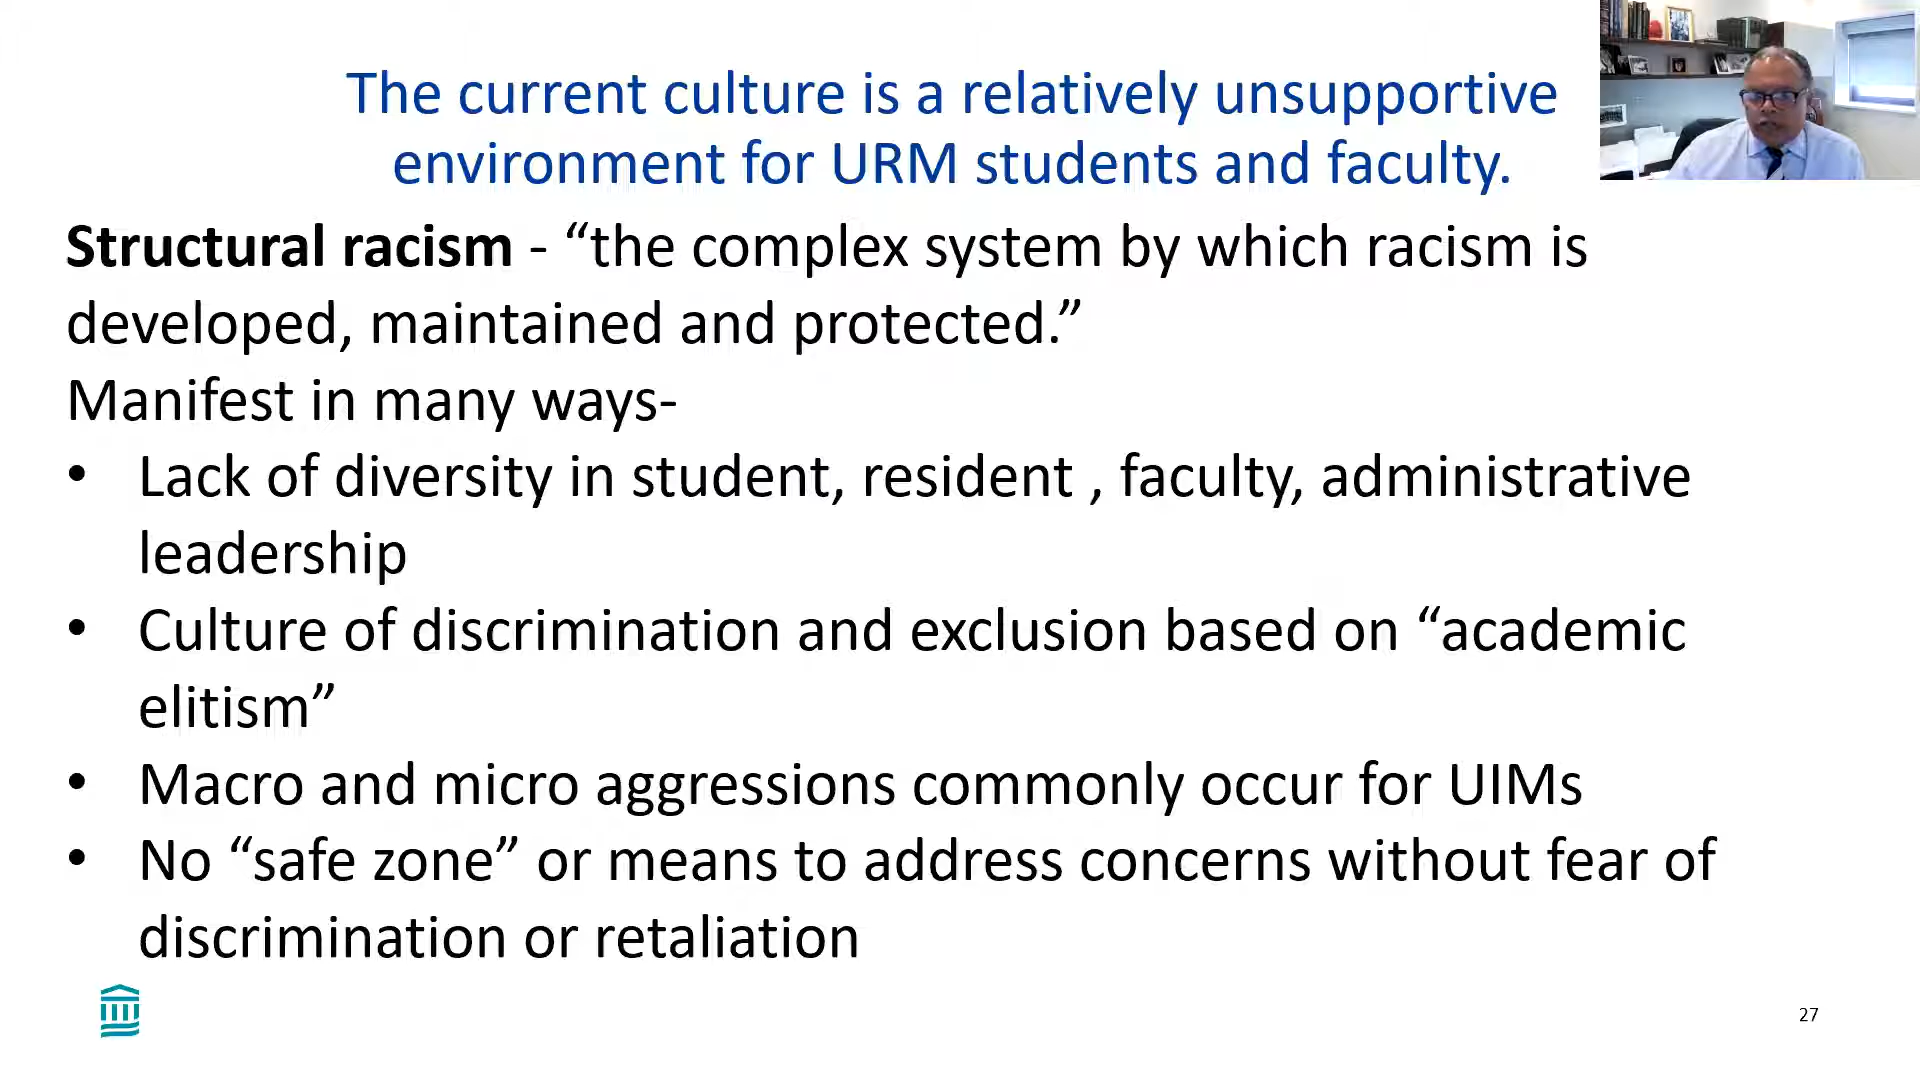 The current culture is a relatively unsupportive
environment for URM students and faculty.
Structural racism - “the complex system by which racism is
developed, maintained and protected.”
Manifest in many ways-
• Lack of diversity in student, resident , faculty, administrative
leadership
• Culture of discrimination and exclusion based on “academic
elitism”
• Macro and micro aggressions commonly occur for UIMs
• No “safe zone” or means to address concerns without fear of
discrimination or retaliation
27